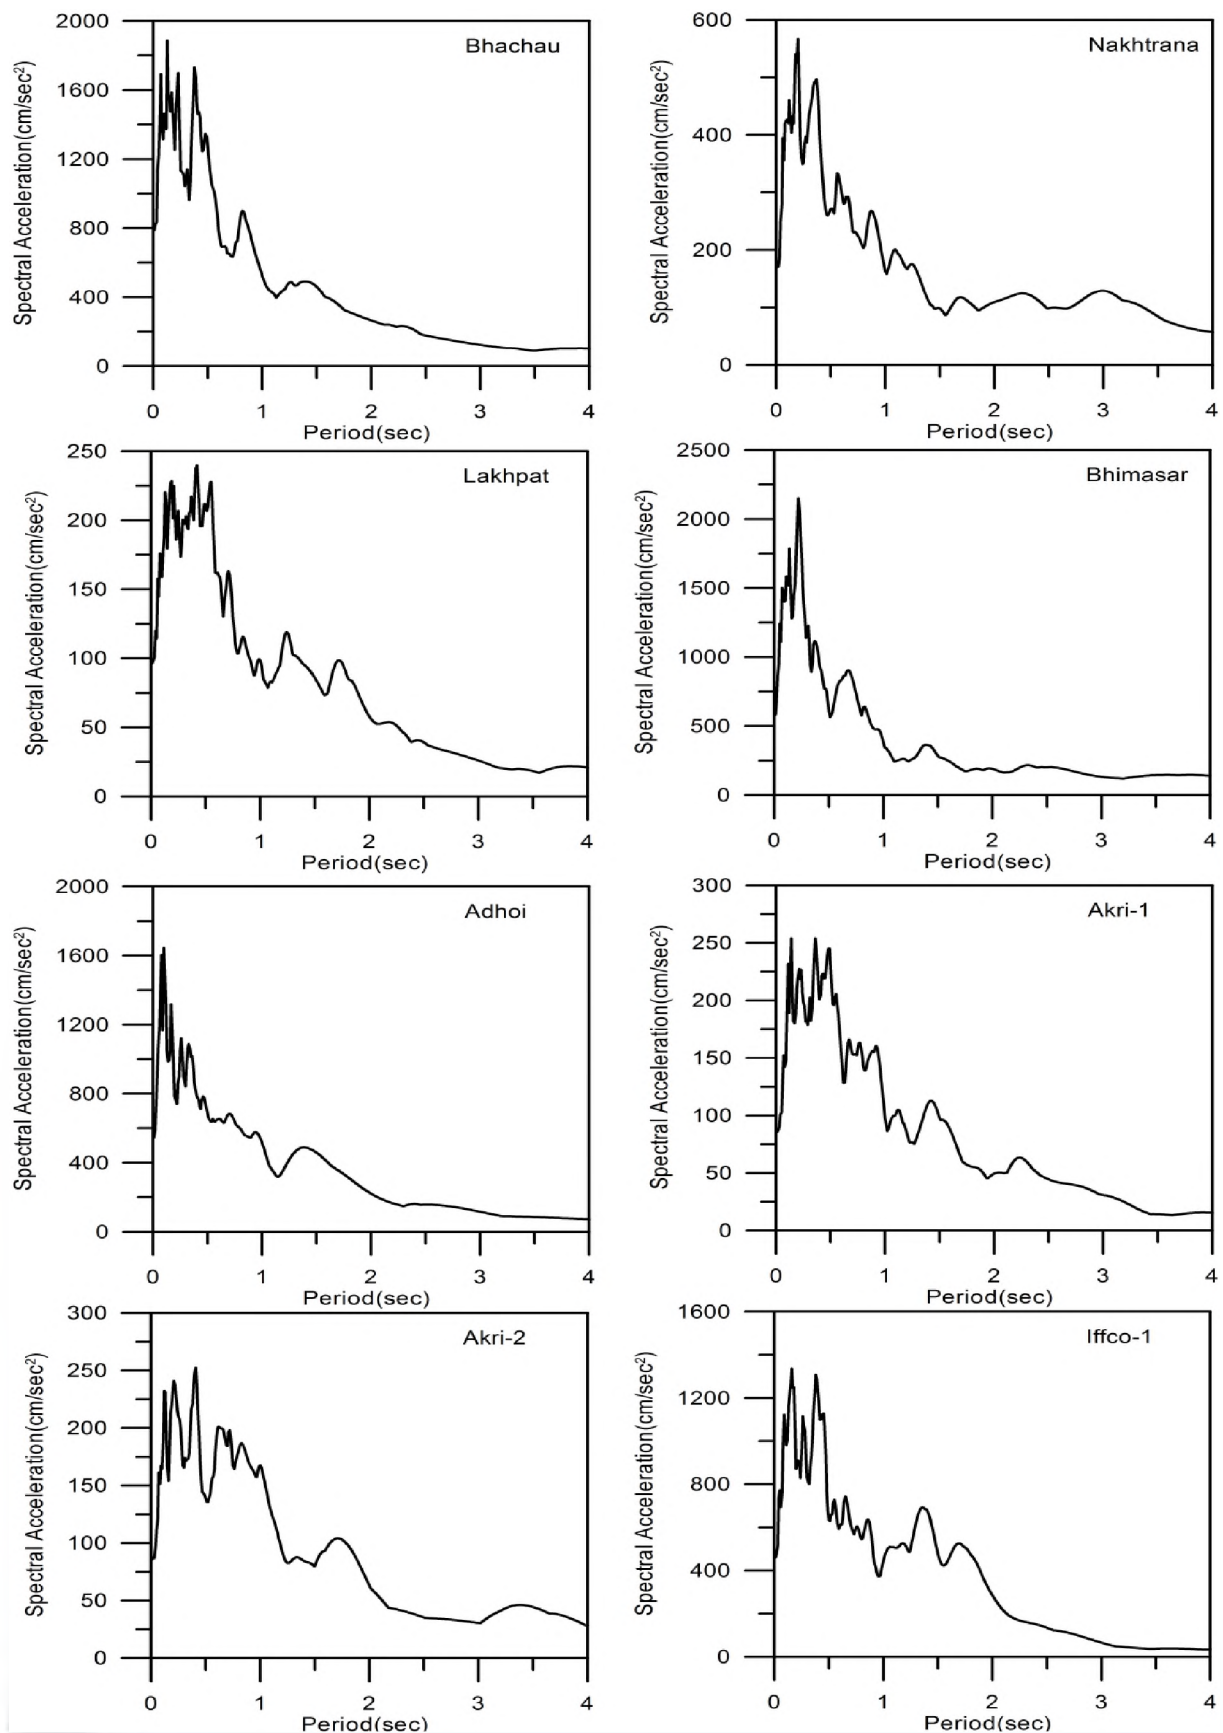 2000
1600
1200
800
400
0
Spectral Acceleration(cm/sec²)
Bhachau
0 1 2 3 4
Period(sec)
600
400
200
0
Spectral Acceleration(cm/sec²)
Nakhtrana
0 1 2 3 4
Period(sec)
250
200
150
100
50
0
Spectral Acceleration(cm/sec²)
Lakhpat
0 1 2 3 4
Period(sec)
2500
2000
1500
1000
500
0
Spectral Acceleration(cm/sec²)
Bhimasar
0 1 2 3 4
Period(sec)
2000
1600
1200
800
400
0
Spectral Acceleration(cm/sec²)
Adhoi
0 1 2 3 4
Period(sec)
300
250
200
150
100
50
0
Spectral Acceleration(cm/sec²)
Akri-1
0 1 2 3 4
Period(sec)
300
250
200
150
100
50
0
Spectral Acceleration(cm/sec²)
Akri-2
0 1 2 3 4
Period(sec)
1600
1200
800
400
0
Spectral Acceleration(cm/sec²)
Iffco-1
0 1 2 3 4
Period(sec)